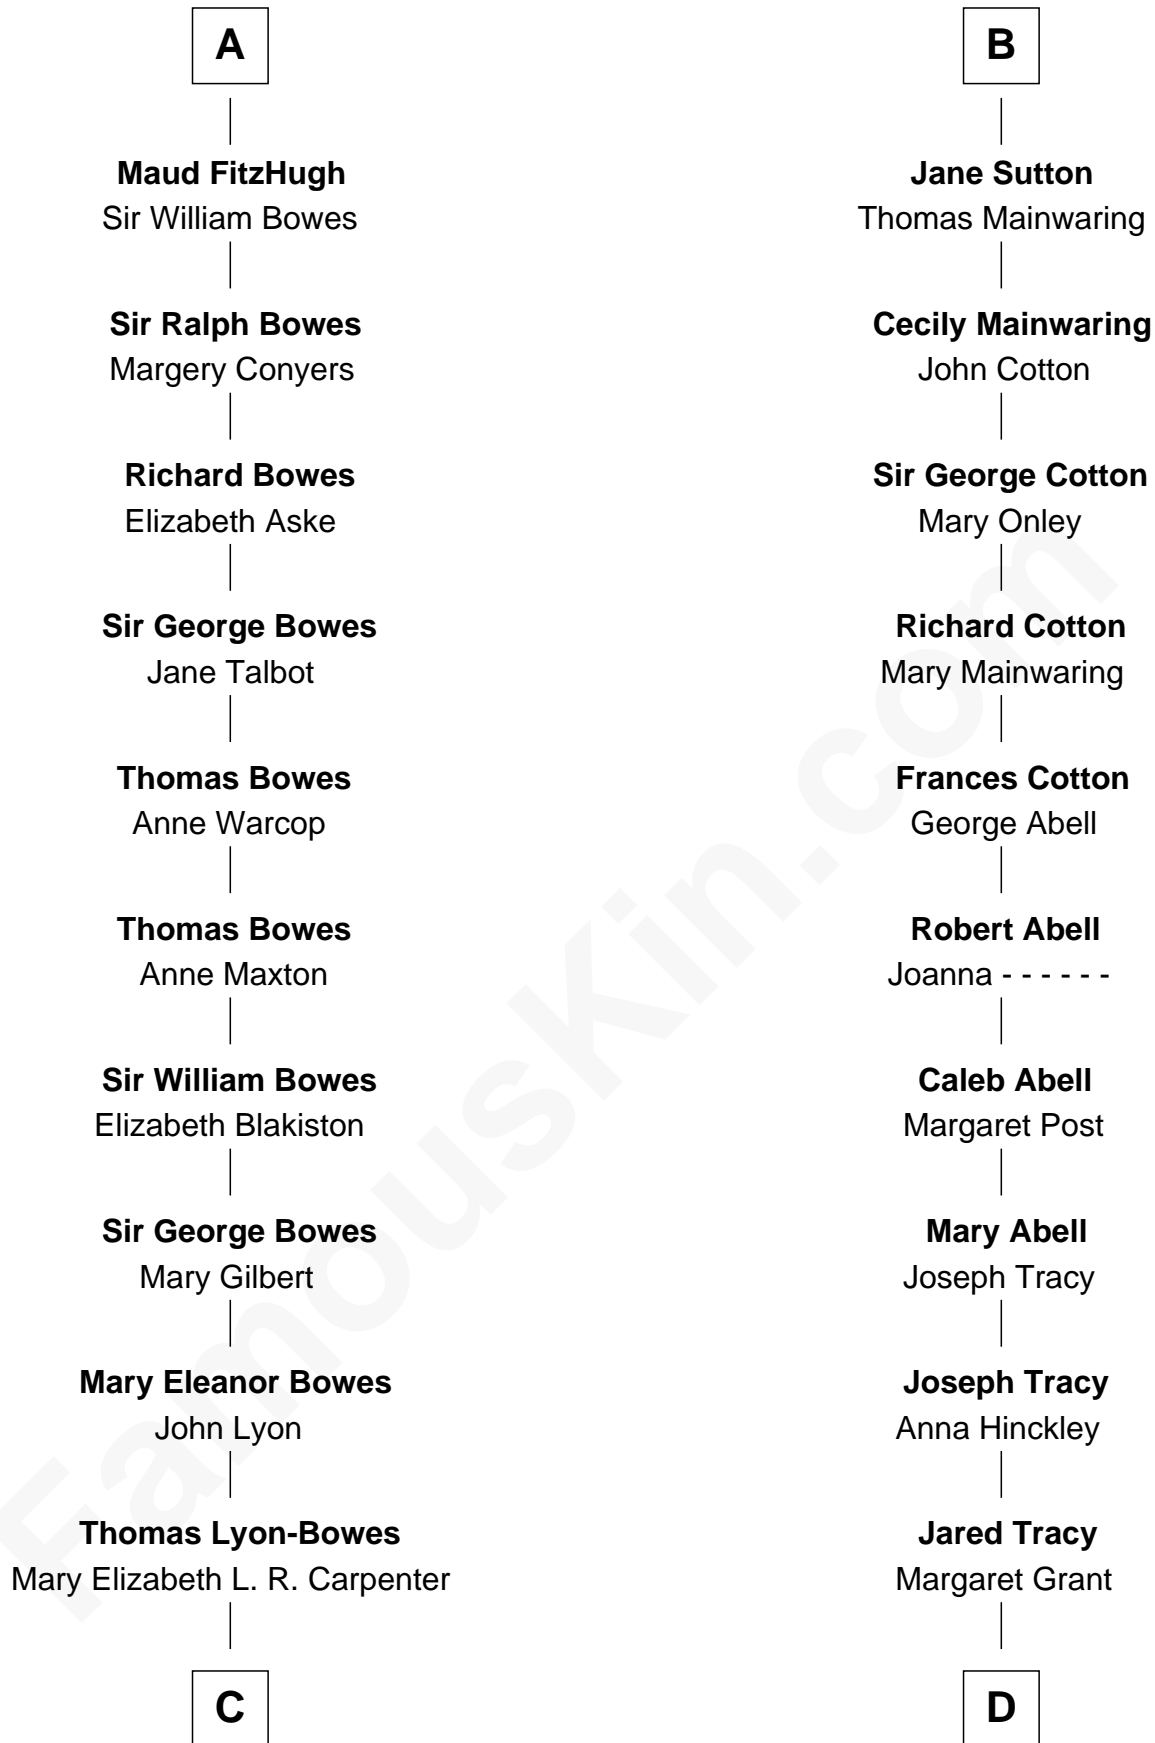 A
Maud FitzHugh
Sir William Bowes
Sir Ralph Bowes
Margery Conyers
Richard Bowes
Elizabeth Aske
Sir George Bowes
Jane Talbot
Thomas Bowes
Anne Warcop
Thomas Bowes
Anne Maxton
Sir William Bowes
Elizabeth Blakiston
Sir George Bowes
Mary Gilbert
Mary Eleanor Bowes
John Lyon
Thomas Lyon-Bowes
Mary Elizabeth L. R. Carpenter
C
B
Jane Sutton
Thomas Mainwaring
Cecily Mainwaring
John Cotton
Sir George Cotton
Mary Onley
Richard Cotton
Mary Mainwaring
Frances Cotton
George Abell
Robert Abell
Joanna - - - - - -
Caleb Abell
Margaret Post
Mary Abell
Joseph Tracy
Joseph Tracy
Anna Hinckley
Jared Tracy
Margaret Grant
D
FamousKin.com